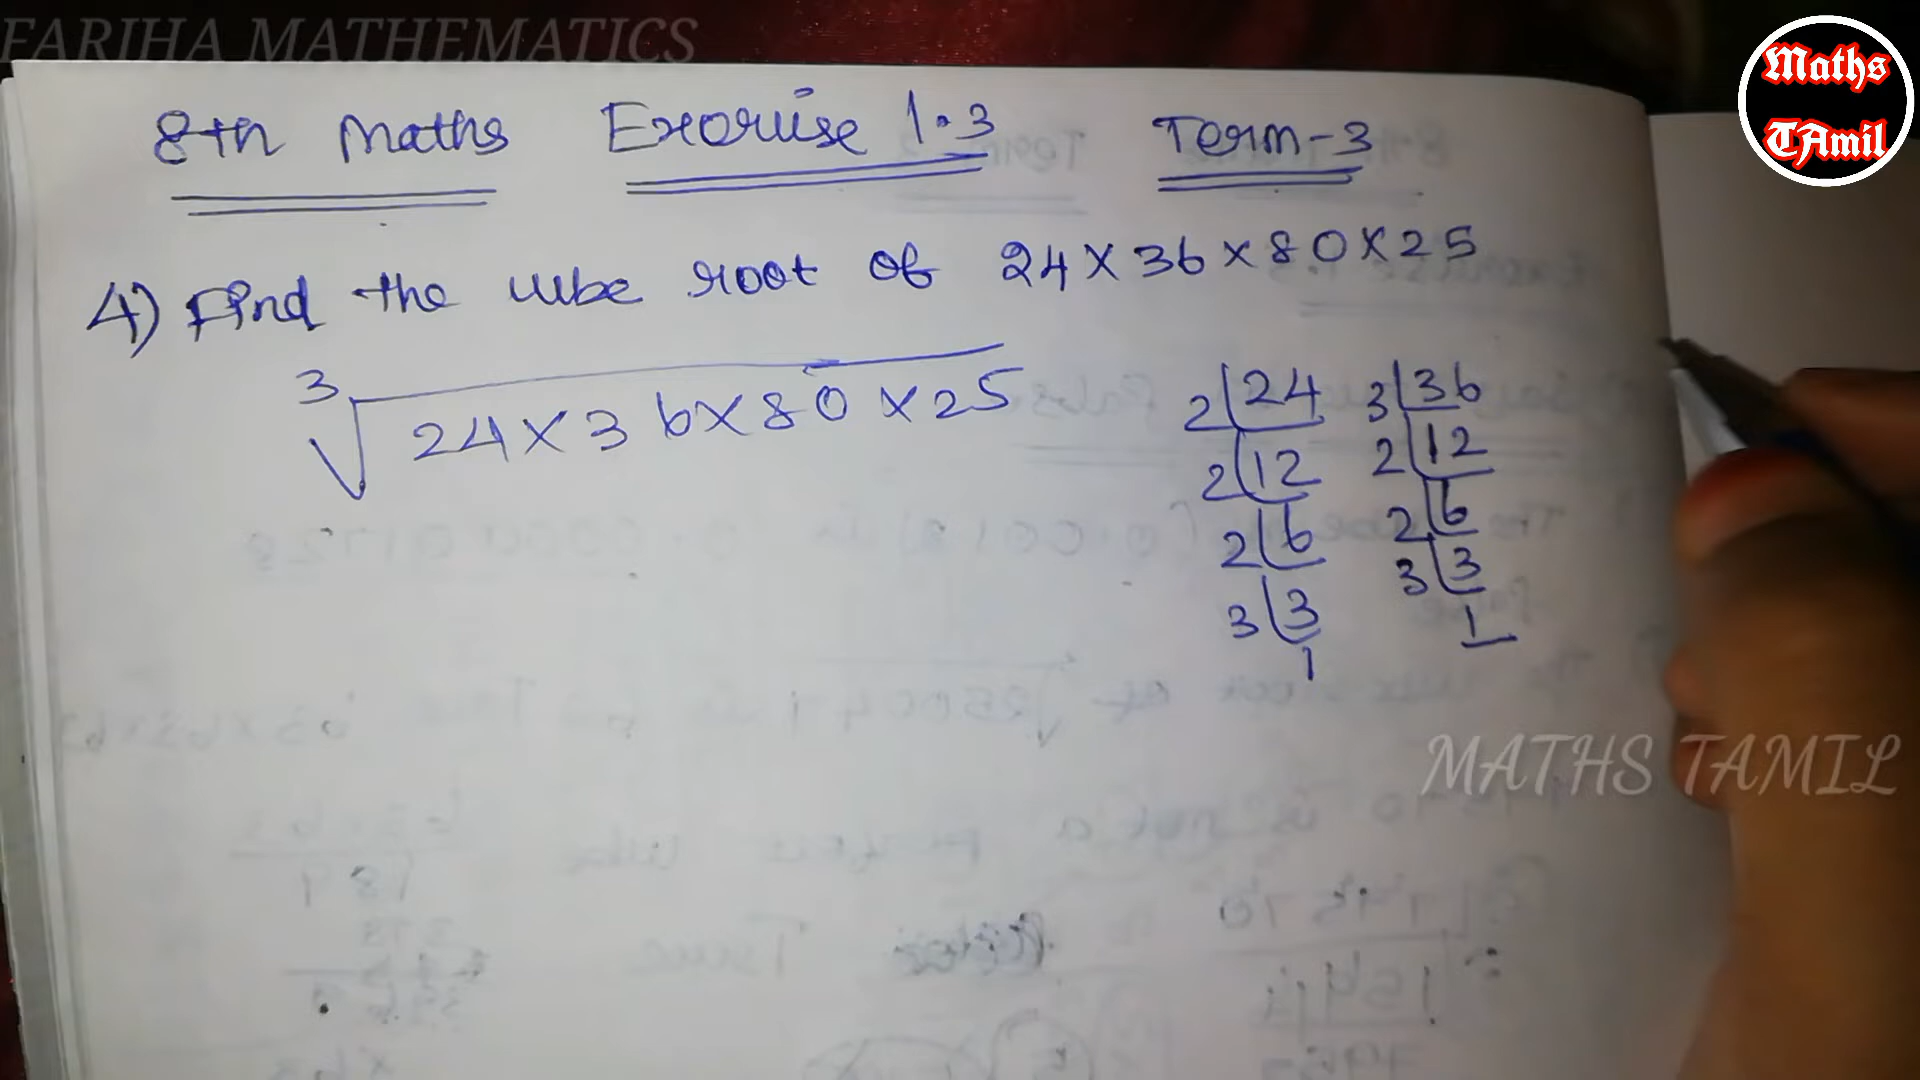 FARIHA MATHEMATICS
Maths
TAmil
8th Maths Exercise 1.3 Term-3
4) Find the cube root of 24×36×80×25
∛24×36×80×25
2 24 3 36
2 12 2 12
2 6 2 6
3 3 3 3
1 1
MATHS TAMIL